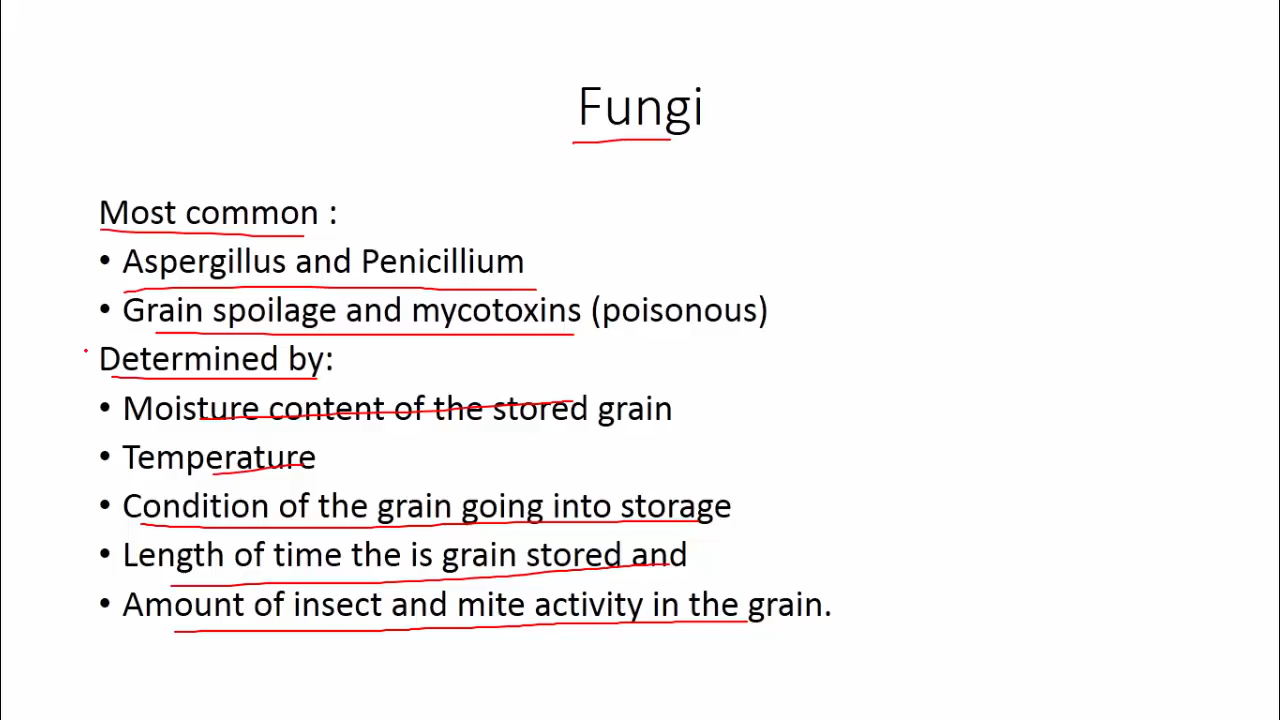 Fungi
Most common :
• Aspergillus and Penicillium
• Grain spoilage and mycotoxins (poisonous)
Determined by:
• Moisture content of the stored grain
• Temperature
• Condition of the grain going into storage
• Length of time the is grain stored and
• Amount of insect and mite activity in the grain.